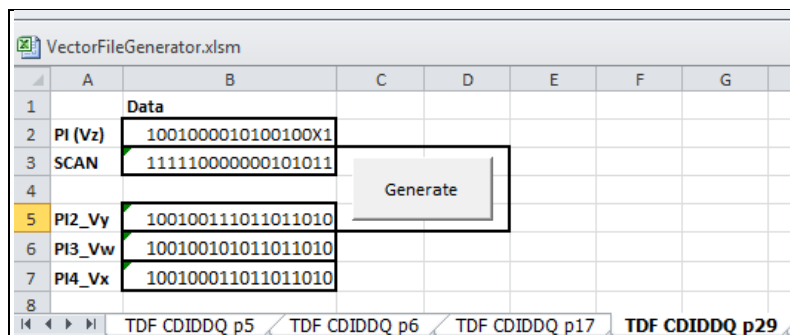 VectorFileGenerator.xlsm
A B C D E F G
1 Data
2 PI (Vz) 1001000010100100X1
3 SCAN 111110000000101011
4 Generate
5 PI2_Vy 100100111011011010
6 PI3_Vw 100100101011011010
7 PI4_Vx 100100011011011010
8
TDF CDIDDQ p5 TDF CDIDDQ p6 TDF CDIDDQ p17 TDF CDIDDQ p29